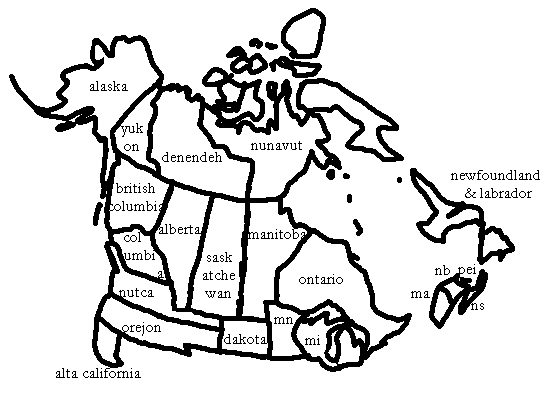 alaska
yuk
on
denendeh
nunavut
newfoundland
& labrador
british
columbia
alberta
manitoba
col
umbi
a
sask
atche
wan
ontario
nb pei
ma
ns
nutca
orejon
dakota
mn
mi
alta california